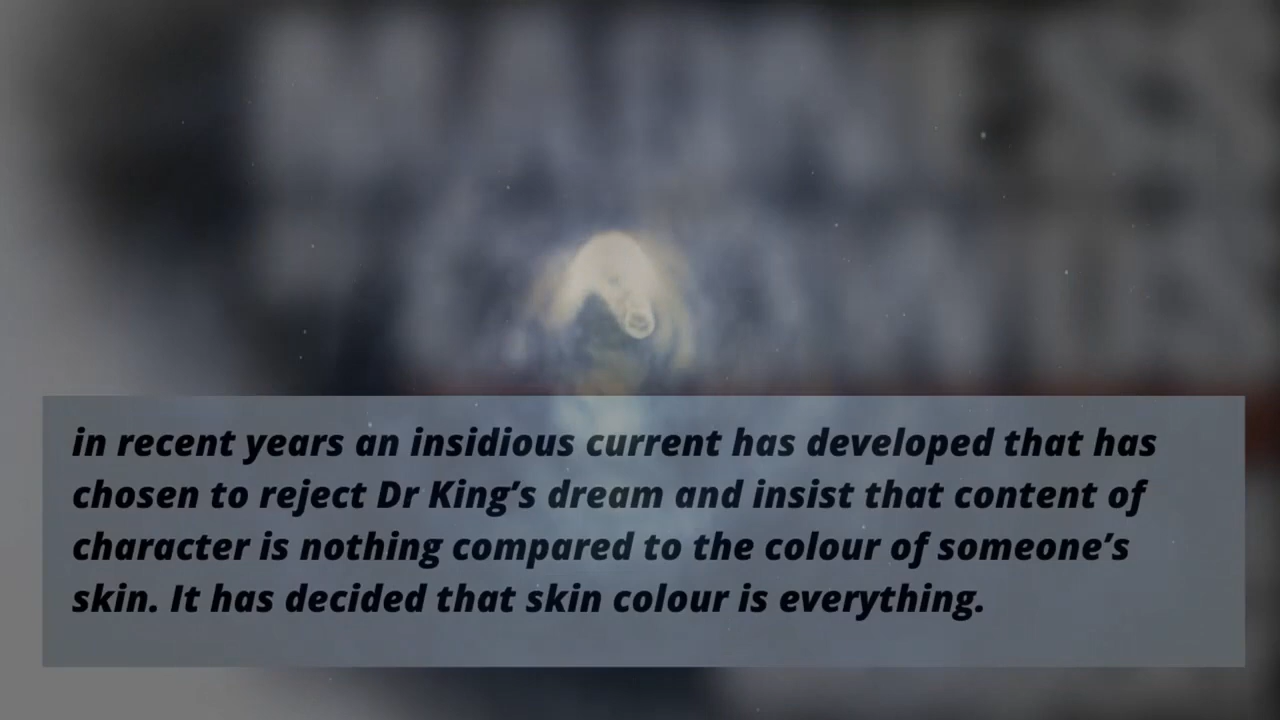 in recent years an insidious current has developed that has
chosen to reject Dr King’s dream and insist that content of
character is nothing compared to the colour of someone’s
skin. It has decided that skin colour is everything.